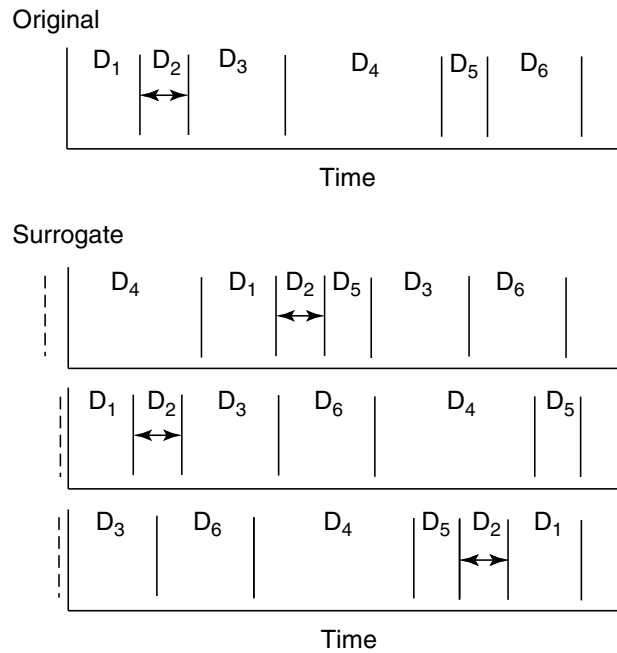 Original
D₁ D₂ D₃ D₄ D₅ D₆
Time
Surrogate
D₄ D₁ D₂ D₅ D₃ D₆
D₁ D₂ D₃ D₆ D₄ D₅
D₃ D₆ D₄ D₅ D₂ D₁
Time